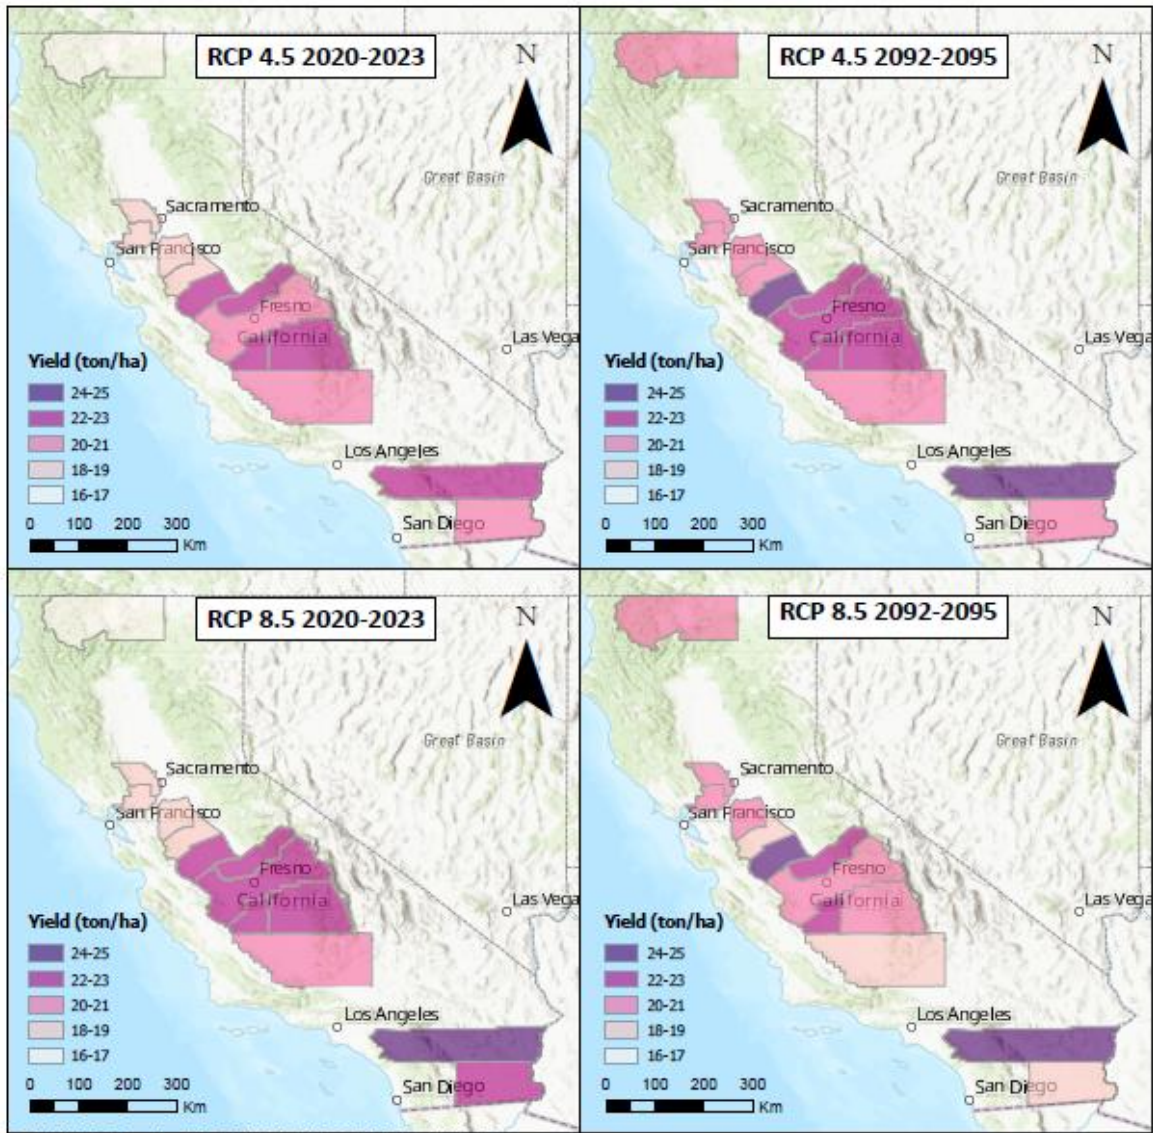 RCP 4.5 2020-2023
N
Great Basin
Sacramento
San Francisco
Fresno
California
Las Vega
Yield (ton/ha)
24-25
22-23
20-21
18-19
16-17
Los Angeles
San Diego
0 100 200 300
Km
RCP 4.5 2092-2095
N
Great Basin
Sacramento
San Francisco
Fresno
California
Las Vega
Yield (ton/ha)
24-25
22-23
20-21
18-19
16-17
Los Angeles
San Diego
0 100 200 300
Km
RCP 8.5 2020-2023
N
Great Basin
Sacramento
San Francisco
Fresno
California
Las Vega
Yield (ton/ha)
24-25
22-23
20-21
18-19
16-17
Los Angeles
San Diego
0 100 200 300
Km
RCP 8.5 2092-2095
N
Great Basin
Sacramento
San Francisco
Fresno
California
Las Vega
Yield (ton/ha)
24-25
22-23
20-21
18-19
16-17
Los Angeles
San Diego
0 100 200 300
Km